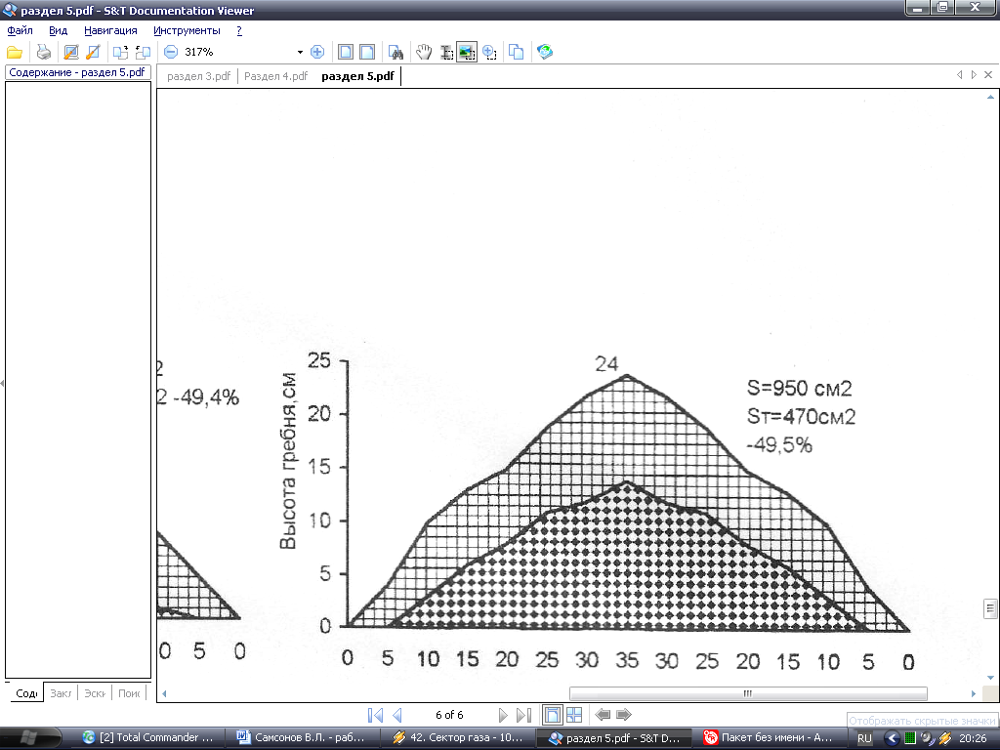 раздел 5.pdf - S&T Documentation Viewer
Файл Вид Навигация Инструменты ?
317%
Содержание - раздел 5.pdf
раздел 3.pdf Раздел 4.pdf раздел 5.pdf
2
2 -49,4%
0 5 0
Высота гребня,см
25
20
15
10
5
0
24
S=950 см2
Sт=470см2
-49,5%
0 5 10 15 20 25 30 35 30 25 20 15 10 5 0
Соде Закл Эски Поис
6 of 6
Отображать скрытые значки
[2] Total Commander ... Самсонов В.Л. - раб... 42. Сектор газа - 10... раздел 5.pdf - S&T D... Пакет без имени - A... RU 20:26